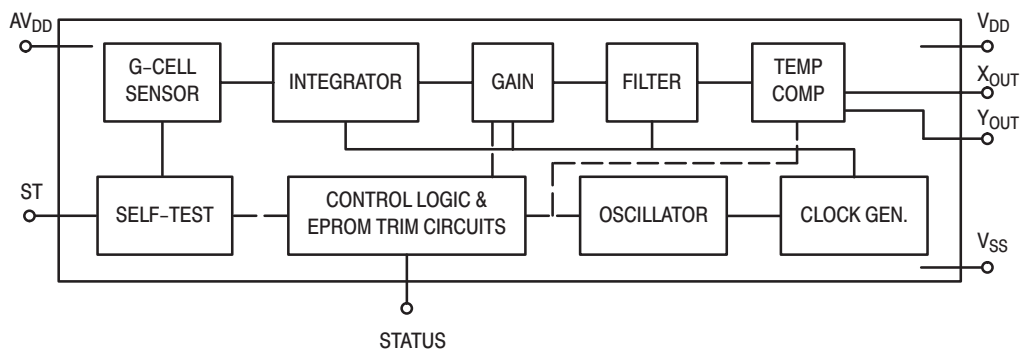 AVDD
VDD
G–CELL
SENSOR
INTEGRATOR
GAIN
FILTER
TEMP
COMP
XOUT
YOUT
ST
SELF–TEST
CONTROL LOGIC &
EPROM TRIM CIRCUITS
OSCILLATOR
CLOCK GEN.
VSS
STATUS